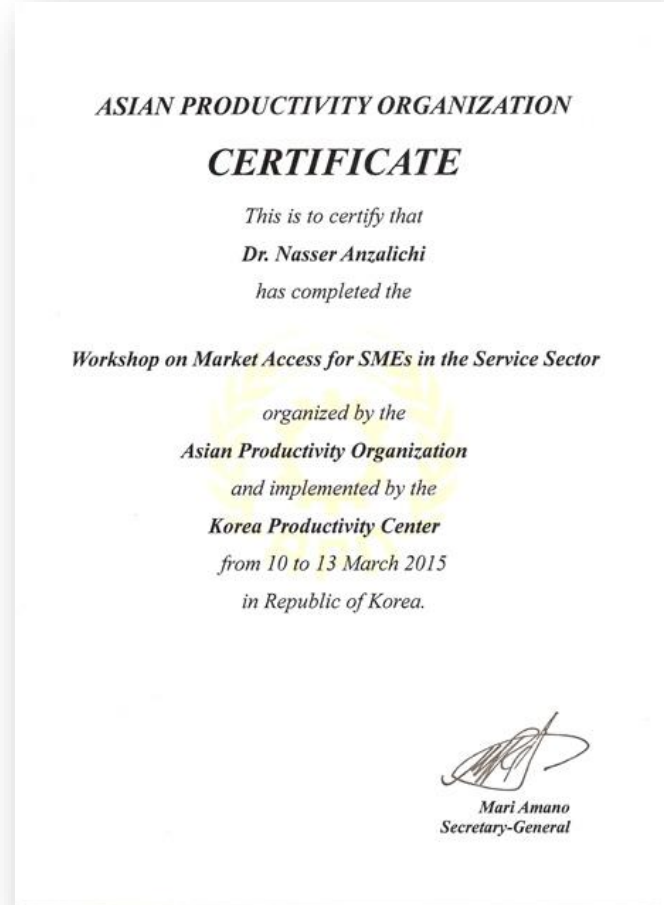 ASIAN PRODUCTIVITY ORGANIZATION
CERTIFICATE
This is to certify that
Dr. Nasser Anzalichi
has completed the
Workshop on Market Access for SMEs in the Service Sector
organized by the
Asian Productivity Organization
and implemented by the
Korea Productivity Center
from 10 to 13 March 2015
in Republic of Korea.
Mari Amano
Secretary-General